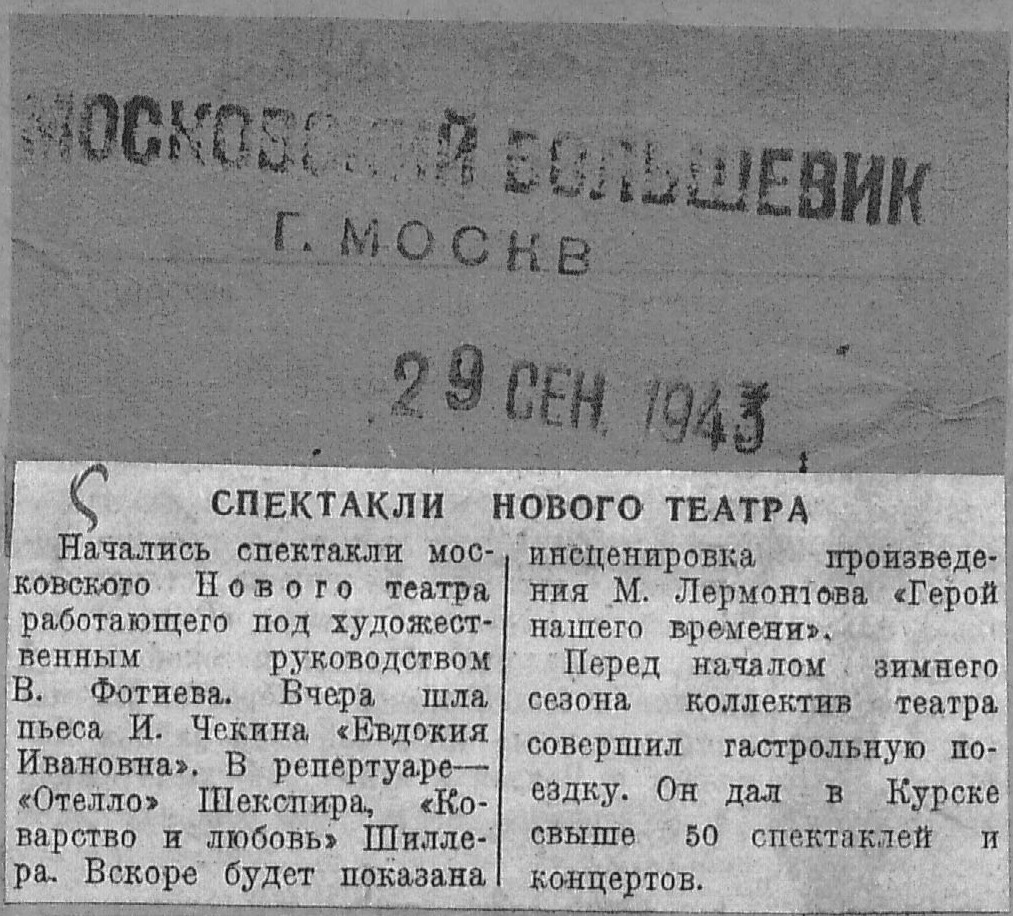 МОСКОВСКИЙ БОЛЬШЕВИК
Г. МОСКВ
29 СЕН. 1943
СПЕКТАКЛИ НОВОГО ТЕАТРА
Начались спектакли мос-
ковского Нового театра
работающего под художест-
венным руководством
В. Фотиева. Вчера шла
пьеса И. Чекина «Евдокия
Ивановна». В репертуаре—
«Отелло» Шекспира, «Ко-
варство и любовь» Шилле-
ра. Вскоре будет показана
инсценировка произведе-
ния М. Лермонтова «Герой
нашего времени».
Перед началом зимнего
сезона коллектив театра
совершил гастрольную по-
ездку. Он дал в Курске
свыше 50 спектаклей и
концертов.